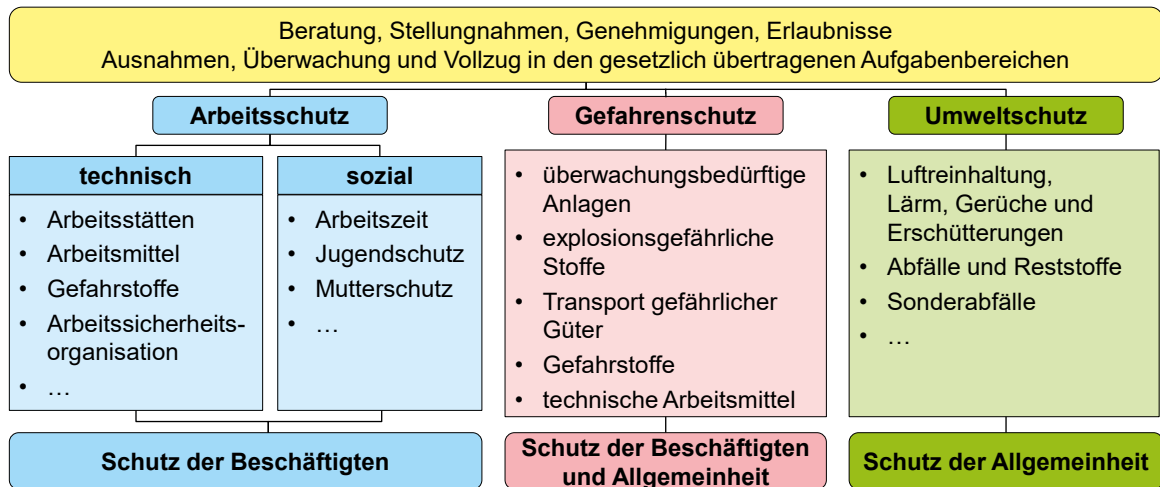 Beratung, Stellungnahmen, Genehmigungen, Erlaubnisse
Ausnahmen, Überwachung und Vollzug in den gesetzlich übertragenen Aufgabenbereichen
Arbeitsschutz
technisch
• Arbeitsstätten
• Arbeitsmittel
• Gefahrstoffe
• Arbeitssicherheits-
organisation
• …
sozial
• Arbeitszeit
• Jugendschutz
• Mutterschutz
• …
Schutz der Beschäftigten
Gefahrenschutz
• überwachungsbedürftige
Anlagen
• explosionsgefährliche
Stoffe
• Transport gefährlicher
Güter
• Gefahrstoffe
• technische Arbeitsmittel
Schutz der Beschäftigten
und Allgemeinheit
Umweltschutz
• Luftreinhaltung,
Lärm, Gerüche und
Erschütterungen
• Abfälle und Reststoffe
• Sonderabfälle
• …
Schutz der Allgemeinheit